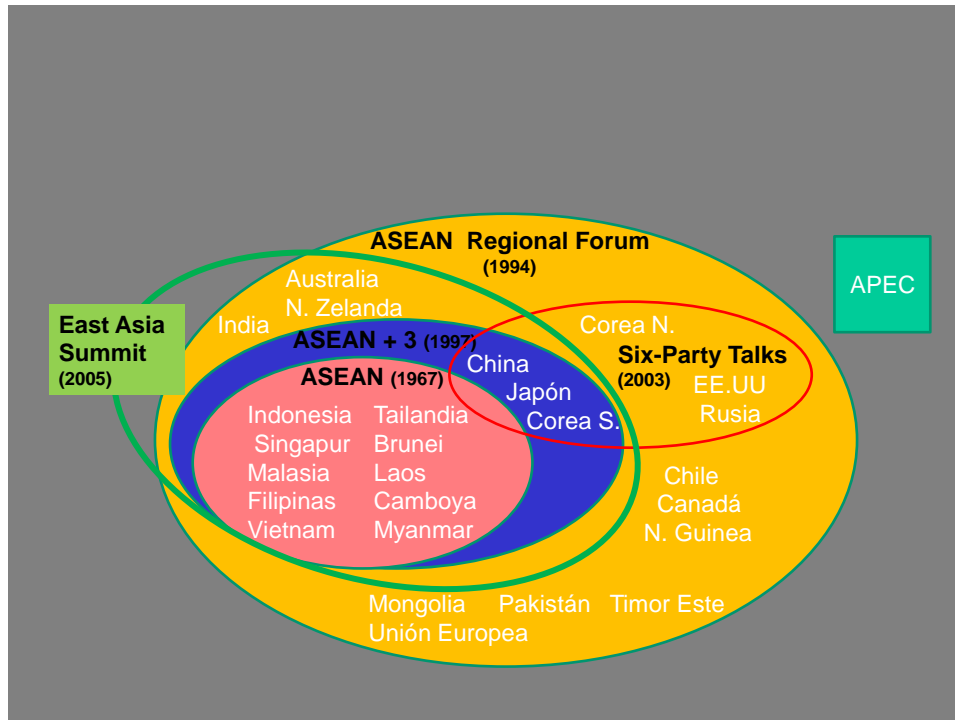 ASEAN Regional Forum
(1994)
Australia
N. Zelanda
India
APEC
East Asia
Summit
(2005)
ASEAN + 3 (1997)
Corea N.
Six-Party Talks
(2003)
EE.UU
Rusia
China
Japón
Corea S.
ASEAN (1967)
Indonesia Tailandia
Singapur Brunei
Malasia Laos
Filipinas Camboya
Vietnam Myanmar
Chile
Canadá
N. Guinea
Mongolia Pakistán Timor Este
Unión Europea